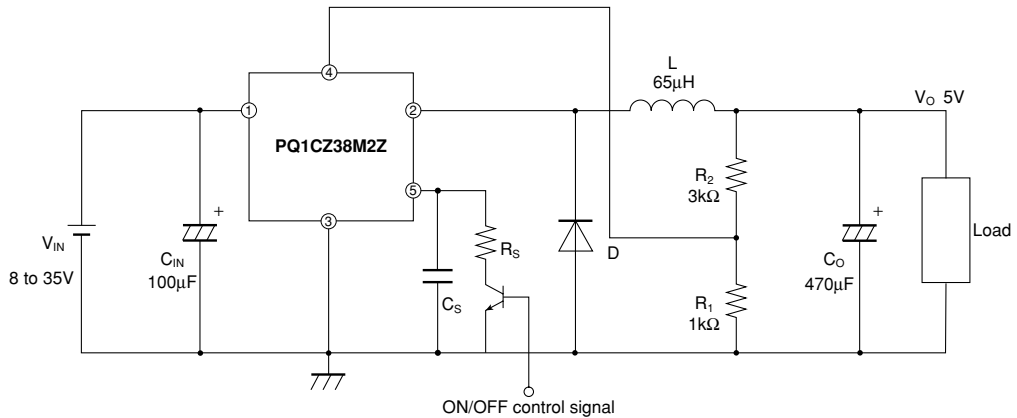 4
L
65μH
1
2
VO 5V
PQ1CZ38M2Z
R2
3kΩ
5
3
+
+
VIN
8 to 35V
CIN
100μF
RS
D
CO
470μF
Load
CS
R1
1kΩ
ON/OFF control signal